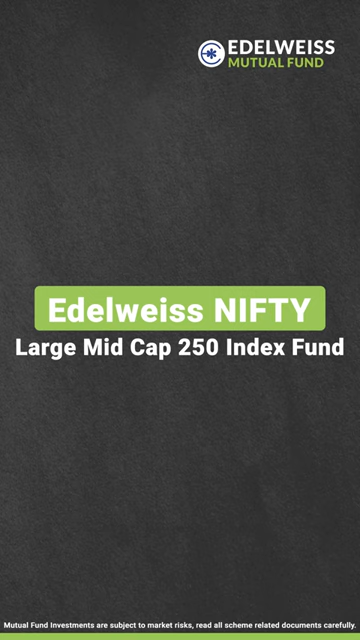 EDELWEISS
MUTUAL FUND
Edelweiss NIFTY
Large Mid Cap 250 Index Fund
Mutual Fund Investments are subject to market risks, read all scheme related documents carefully.